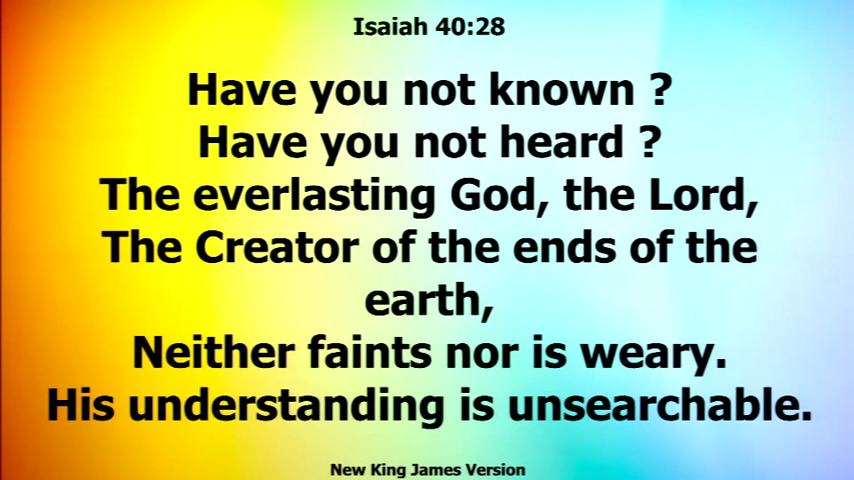 Isaiah 40:28
Have you not known ?
Have you not heard ?
The everlasting God, the Lord,
The Creator of the ends of the
earth,
Neither faints nor is weary.
His understanding is unsearchable.
New King James Version